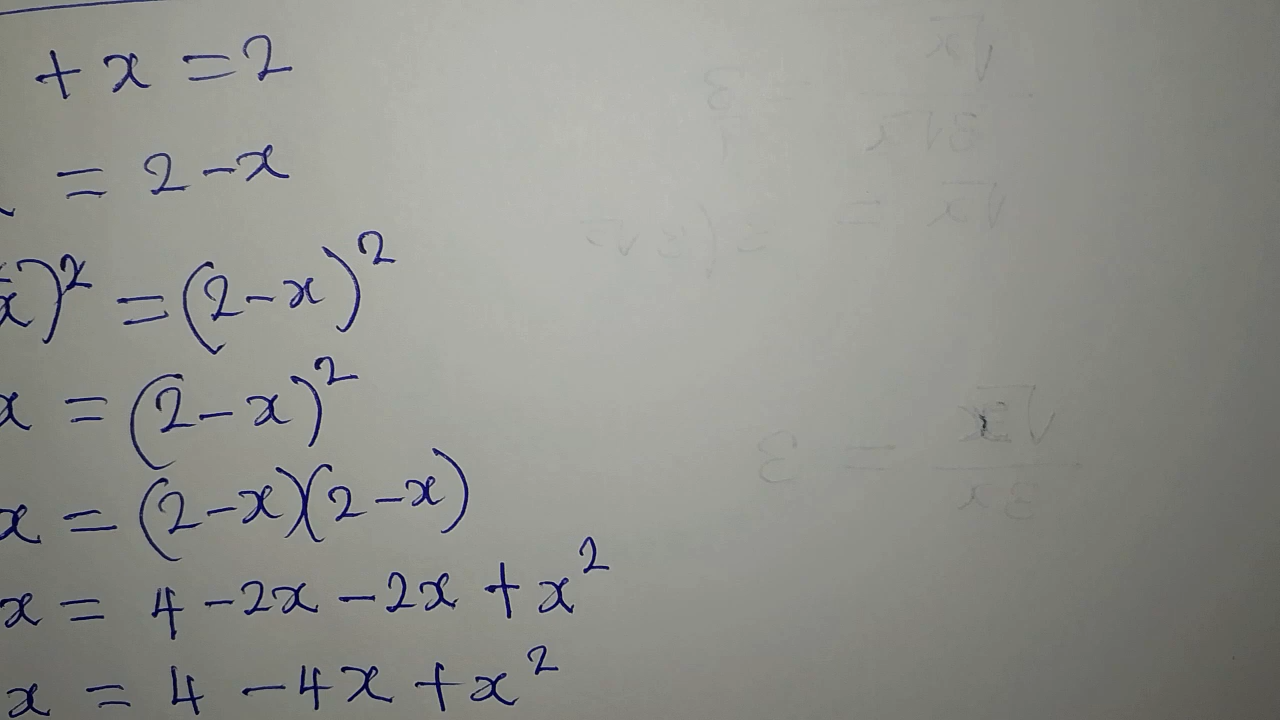 + x = 2
= 2 - x
x)² = (2 - x)²
x = (2 - x)²
x = (2 - x)(2 - x)
x = 4 - 2x - 2x + x²
x = 4 - 4x + x²